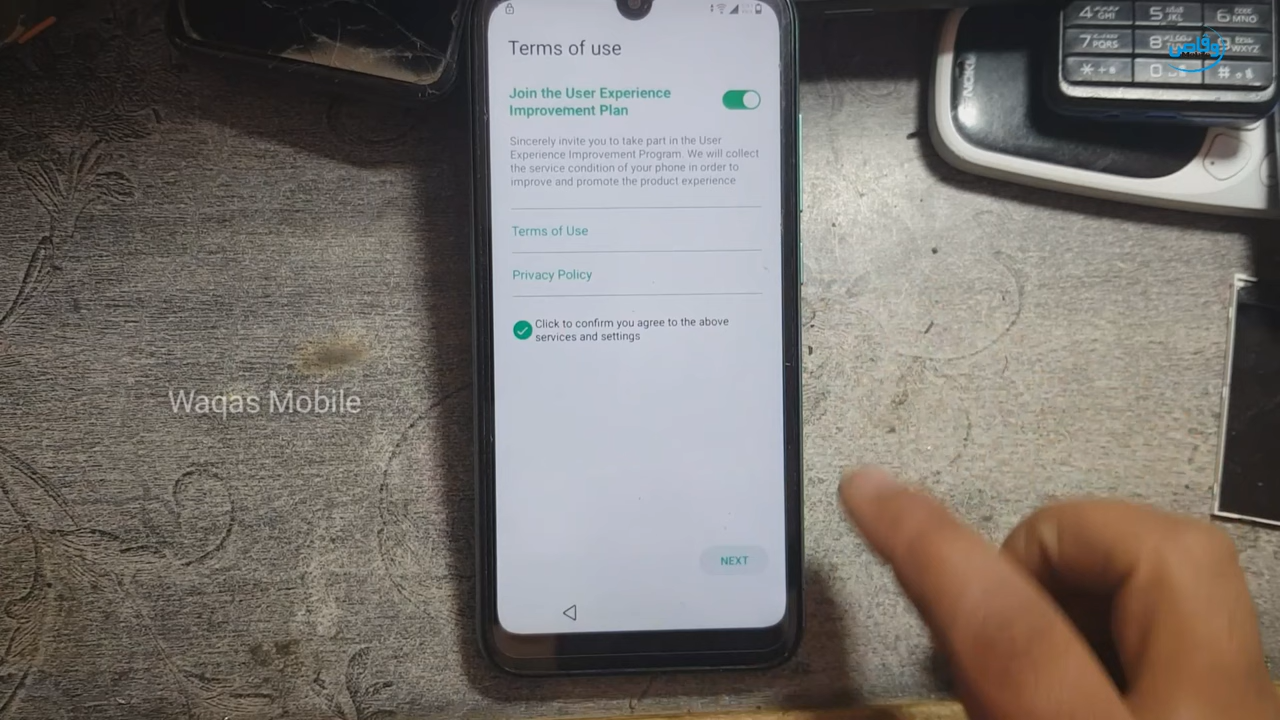 Terms of use
Join the User Experience
Improvement Plan
Sincerely invite you to take part in the User
Experience Improvement Program. We will collect
the service condition of your phone in order to
improve and promote the product experience
Terms of Use
Privacy Policy
Click to confirm you agree to the above
services and settings
NEXT
Waqas Mobile
وقاص
NOKIA
4 GHI
5 JKL
6 MNO
7 PQRS
8
WXYZ
* +
0
#